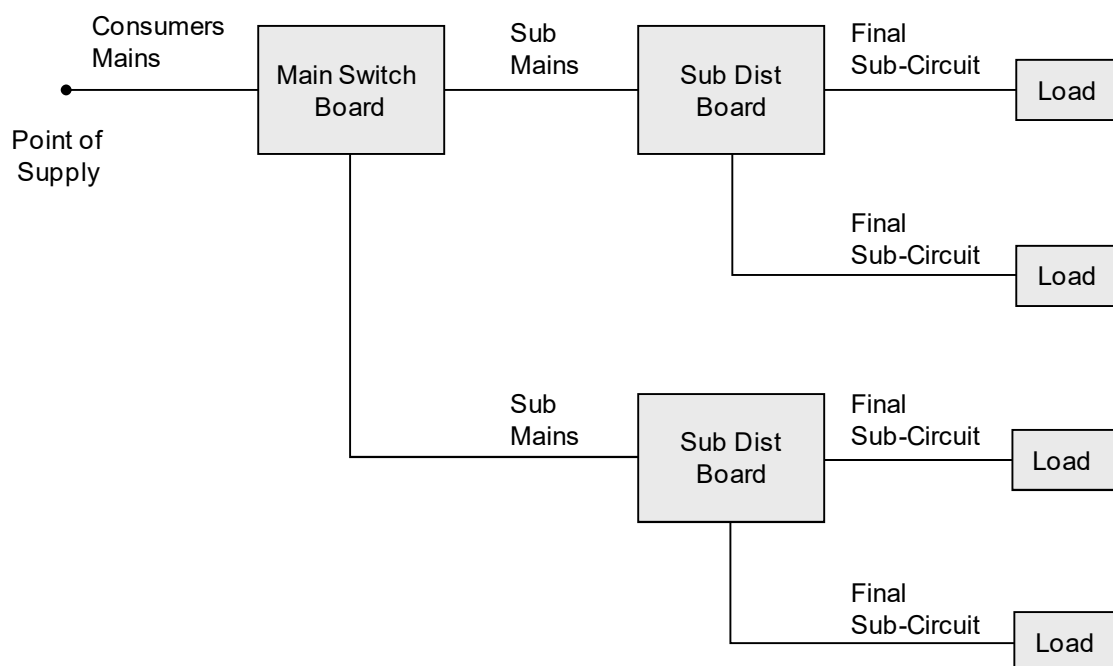 Consumers
Mains
Point of
Supply
Main Switch
Board
Sub
Mains
Sub Dist
Board
Final
Sub-Circuit
Load
Final
Sub-Circuit
Load
Sub
Mains
Sub Dist
Board
Final
Sub-Circuit
Load
Final
Sub-Circuit
Load